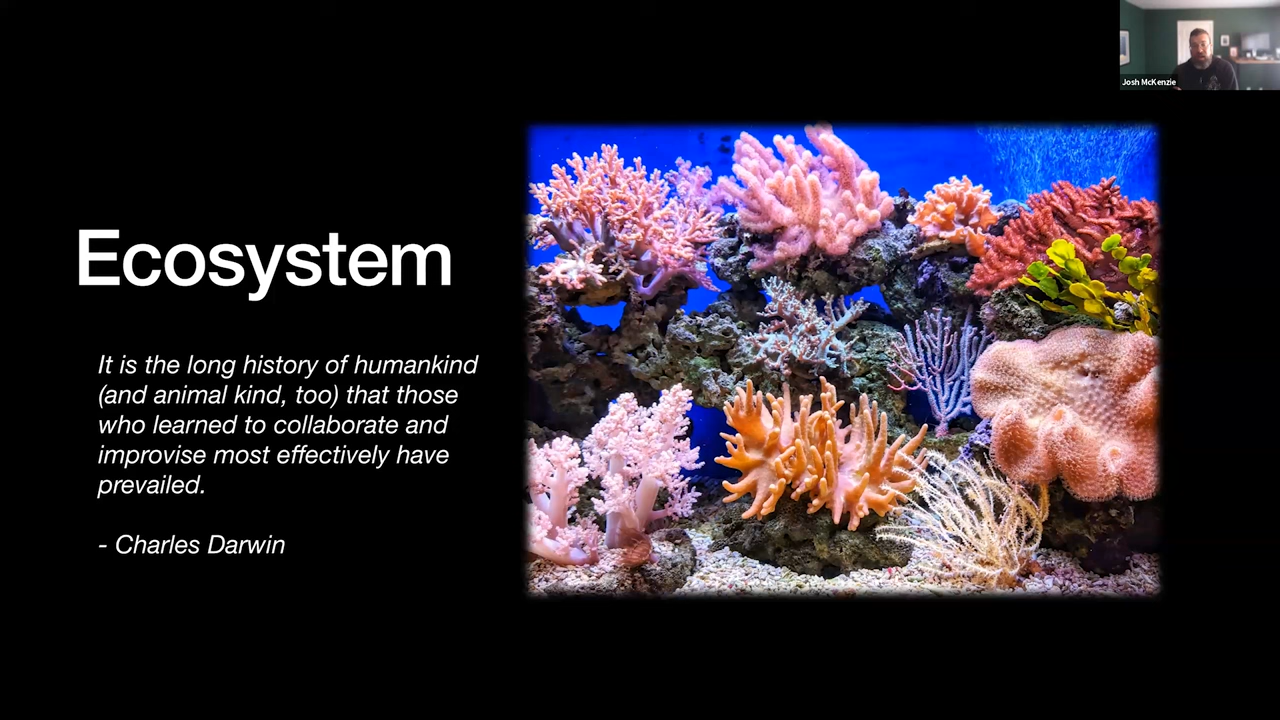 Josh McKenzie
Ecosystem
It is the long history of humankind
(and animal kind, too) that those
who learned to collaborate and
improvise most effectively have
prevailed.
- Charles Darwin